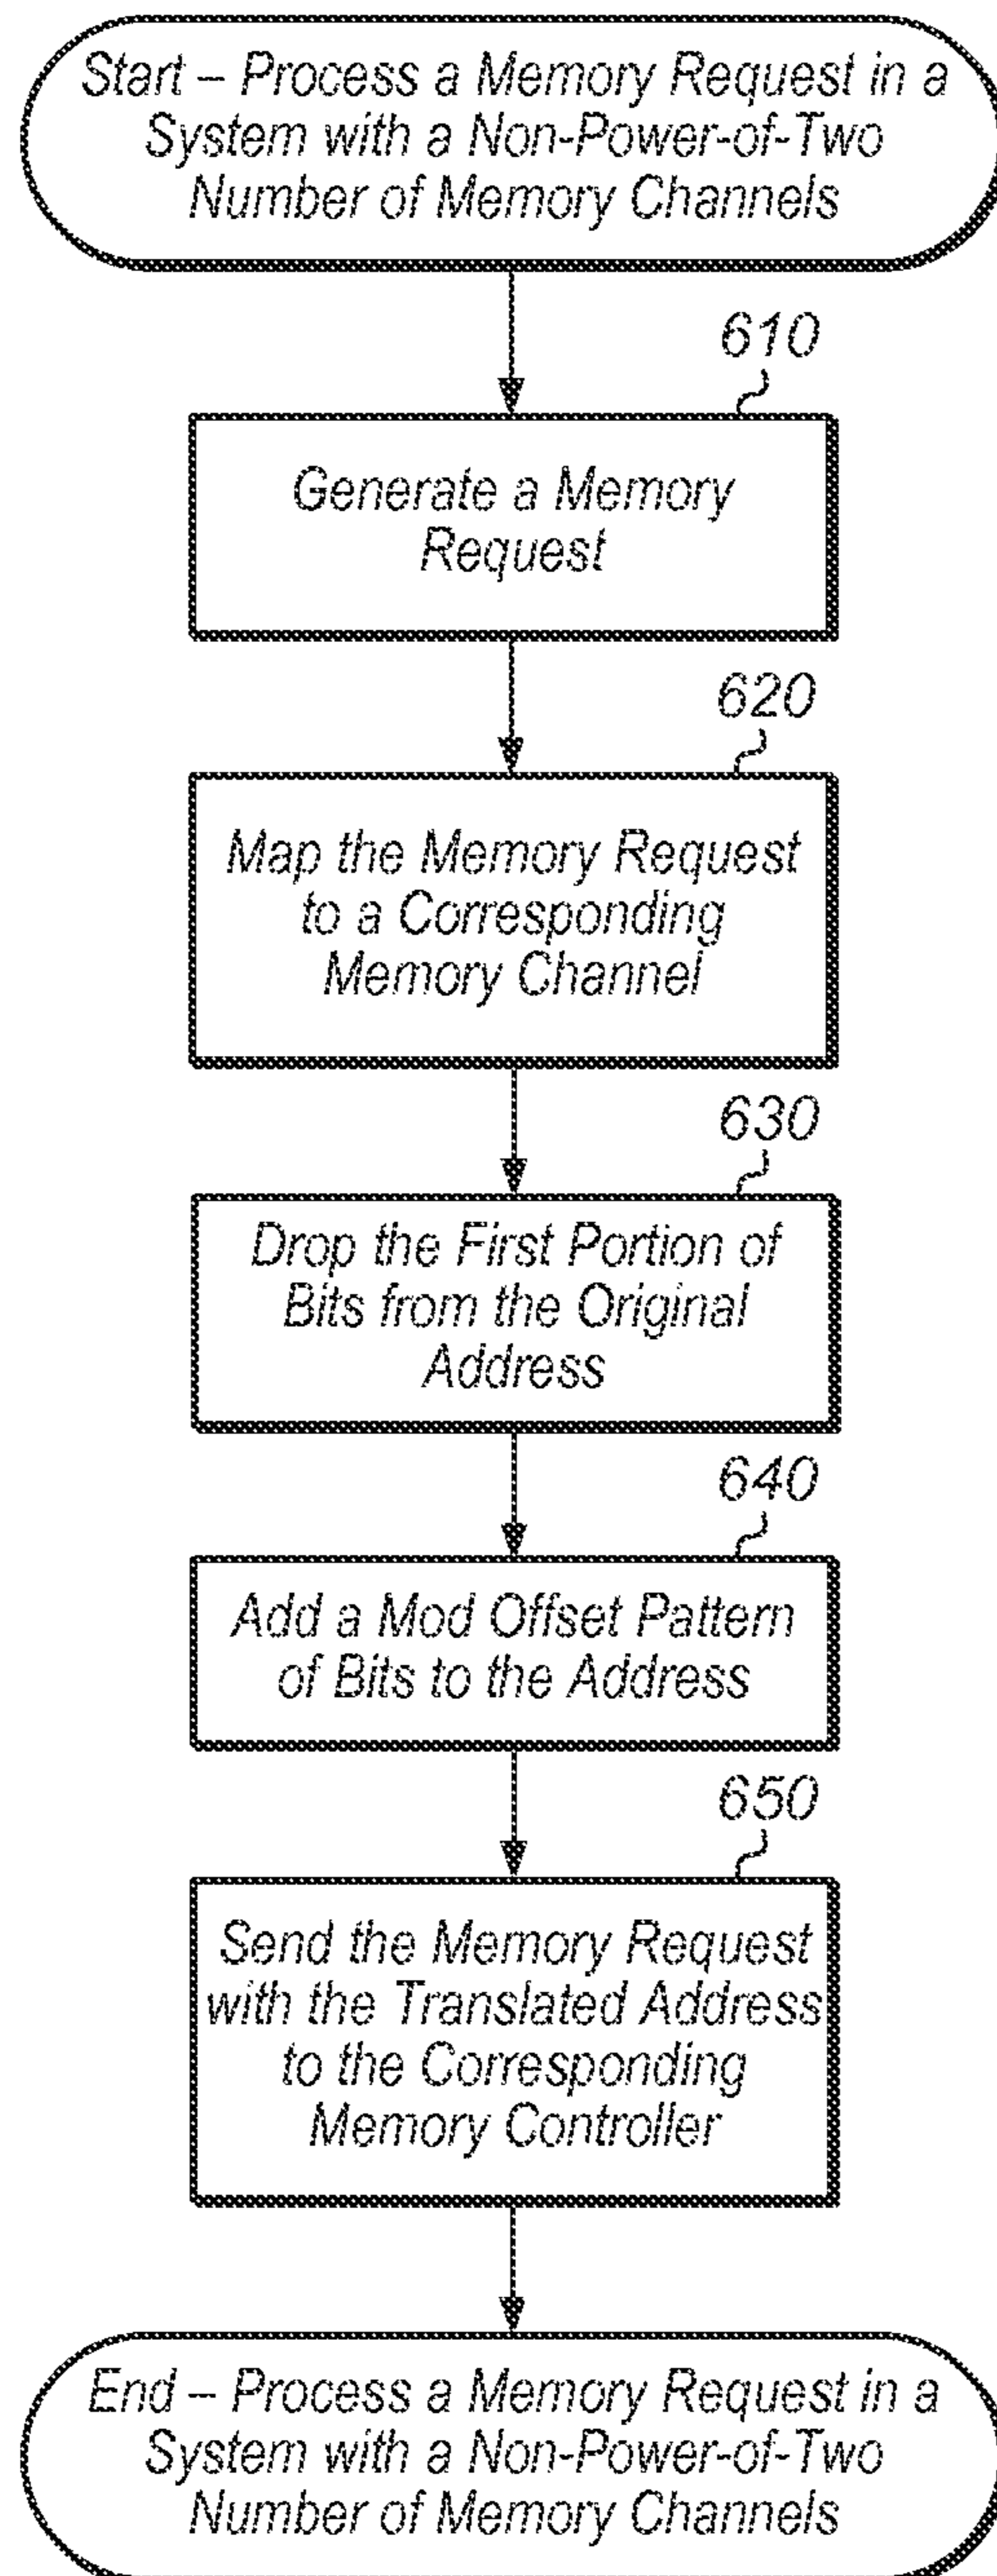 Start – Process a Memory Request in a
System with a Non-Power-of-Two
Number of Memory Channels
610
Generate a Memory
Request
620
Map the Memory Request
to a Corresponding
Memory Channel
630
Drop the First Portion of
Bits from the Original
Address
640
Add a Mod Offset Pattern
of Bits to the Address
650
Send the Memory Request
with the Translated Address
to the Corresponding
Memory Controller
End – Process a Memory Request in a
System with a Non-Power-of-Two
Number of Memory Channels